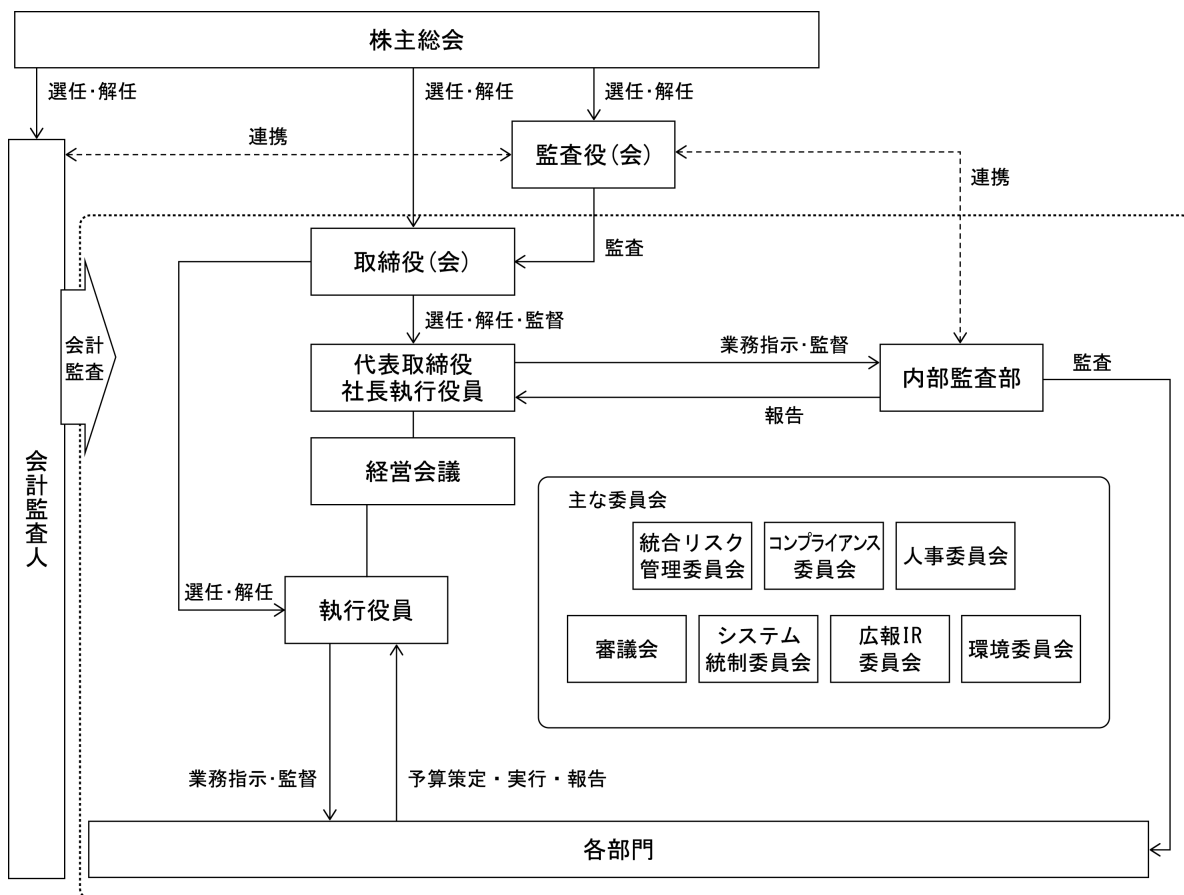 株主総会
選任・解任
選任・解任
選任・解任
連携
監査役(会)
連携
監査
取締役(会)
選任・解任・監督
会計
監査
代表取締役
社長執行役員
業務指示・監督
報告
内部監査部
監査
経営会議
会計監査人
主な委員会
統合リスク
管理委員会
コンプライアンス
委員会
人事委員会
審議会
システム
統制委員会
広報IR
委員会
環境委員会
選任・解任
執行役員
業務指示・監督
予算策定・実行・報告
各部門